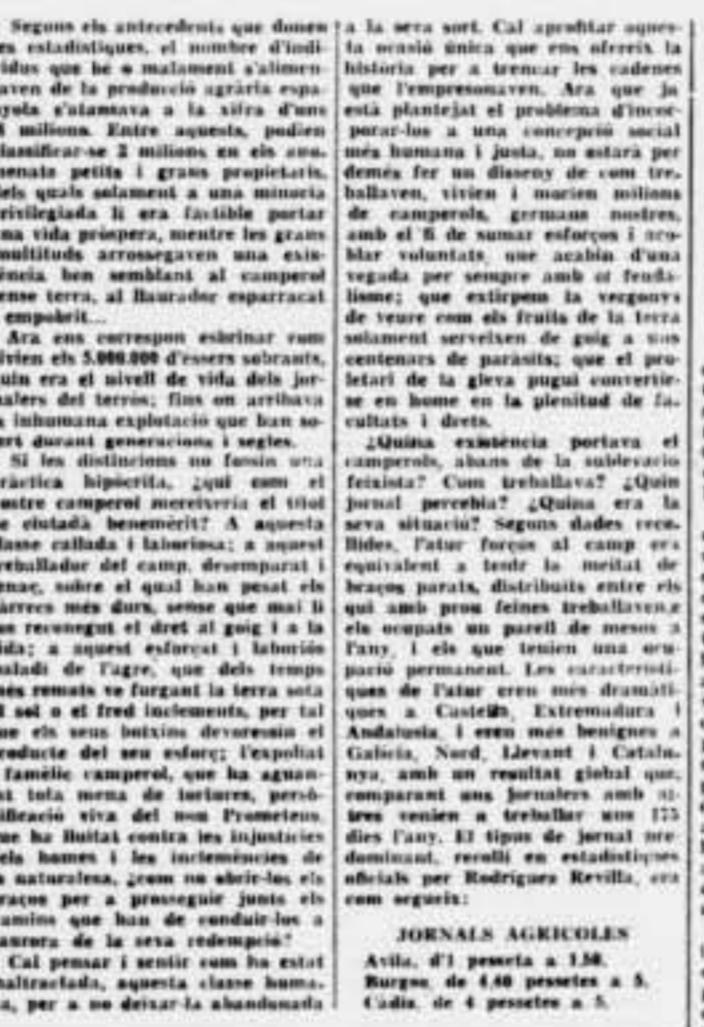 Segons els antecedents que donen
es estadístiques, el nombre d'indi-
vidus que bé o malament s'alimen-
taven de la producció agrària espa-
nyola s'atansava a la xifra d'uns
milions. Entre aquests, podien
classificar-se 2 milions en els ano-
menats petits i grans propietaris,
dels quals solament a una minoria
privilegiada li era factible portar
una vida pròspera, mentre les grans
multituds arrossegaven una exis-
tència ben semblant al camperol
sense terra, al llaurador esparracat
i empobrit...
Ara ens correspon esbrinar com
vivien els 5.000.000 d'éssers sobrants,
quin era el nivell de vida dels jor-
nalers del terròs; fins on arribava
la inhumana explotació que han so-
fert durant generacions i segles.
Si les distincions no fossin una
pràctica hipòcrita, ¿qui com el
nostre camperol mereixeria el títol
de ciutadà benemèrit? A aquesta
classe callada i laboriosa; a aquest
treballador del camp, desemparat i
tenaç, sobre el qual han pesat els
càrrecs més durs, sense que mai li
fos reconegut el dret al goig i a la
vida; a aquest esforçat i laboriós
paladí de l'agre, que dels temps
més remots ve furgant la terra sota
el sol o el fred inclements, per tal
que els seus butxins devoressin el
producte del seu esforç; l'expoliat
i famèlic camperol, que ha aguan-
tat tota mena de tortures, persó-
nificació viva del nou Prometeus,
que ha lluitat contra les injustícies
dels homes i les inclemències de
la naturalesa, ¿com no obrir-los els
braços per a prosseguir junts els
camins que han de conduir-los a
l'aurora de la seva redempció?
Cal pensar i sentir com ha estat
maltractada, aquesta classe huma-
na, per a no deixar-la abandonada
a la seva sort. Cal aprofitar aques-
ta ocasió única que ens ofereix la
història per a trencar les cadenes
que l'empresonaven. Ara que ja
està plantejat el problema d'incor-
porar-los a una concepció social
més humana i justa, no estarà per
demés fer un disseny de com tre-
ballaven, vivien i morien milions
de camperols, germans nostres,
amb el fi de sumar esforços i aco-
blar voluntats, que acabin d'una
vegada per sempre amb el feuda-
lisme; que extirpem la vergonya
de veure com els fruits de la terra
solament serveixen de goig a uns
centenars de paràsits; que el pro-
letari de la gleva pugui convertir-
se en home en la plenitud de fa-
cultats i drets.
¿Quina existència portava el
camperols, abans de la sublevació
feixista? Com treballava? ¿Quin
jornal percebia? ¿Quina era la
seva situació? Segons dades reco-
llides, l'atur forçós al camp era
equivalent a tenir la meitat de
braços parats, distribuïts entre els
qui amb prou feines treballaven,
els ocupats un parell de mesos a
l'any, i els que tenien una ocu-
pació permanent. Les característi-
ques de l'atur eren més dramàti-
ques a Castella, Extremadura i
Andalusia, i eren més benignes a
Galícia, Nord, Llevant i Catalu-
nya, amb un resultat global que,
comparant uns jornalers amb al-
tres venien a treballar uns 175
dies l'any. El tipus de jornal pre-
dominant, recollit en estadístiques
oficials per Rodríguez Revilla, era
com segueix:
JORNALS AGRICOLES
Avila, d'1 pesseta a 1,50.
Burgos, de 4,40 pessetes a 5.
Cadis, de 4 pessetes a 5.